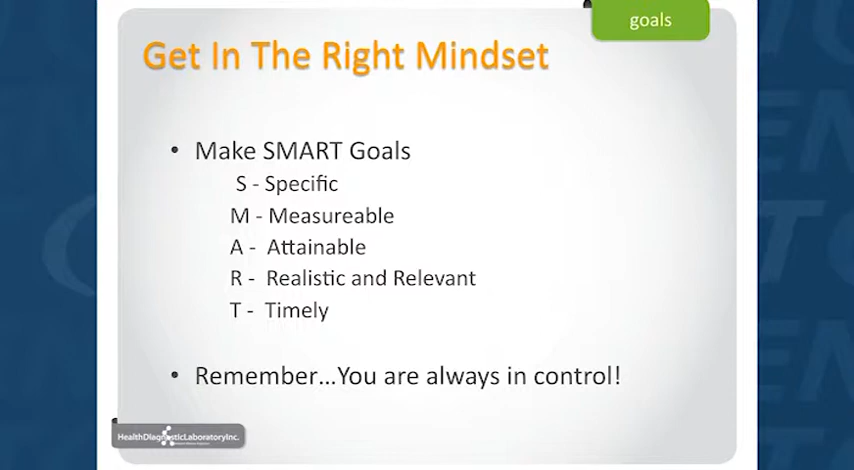 goals
Get In The Right Mindset
• Make SMART Goals
S - Specific
M - Measureable
A - Attainable
R - Realistic and Relevant
T - Timely
• Remember...You are always in control!
HealthDiagnosticLaboratoryInc.